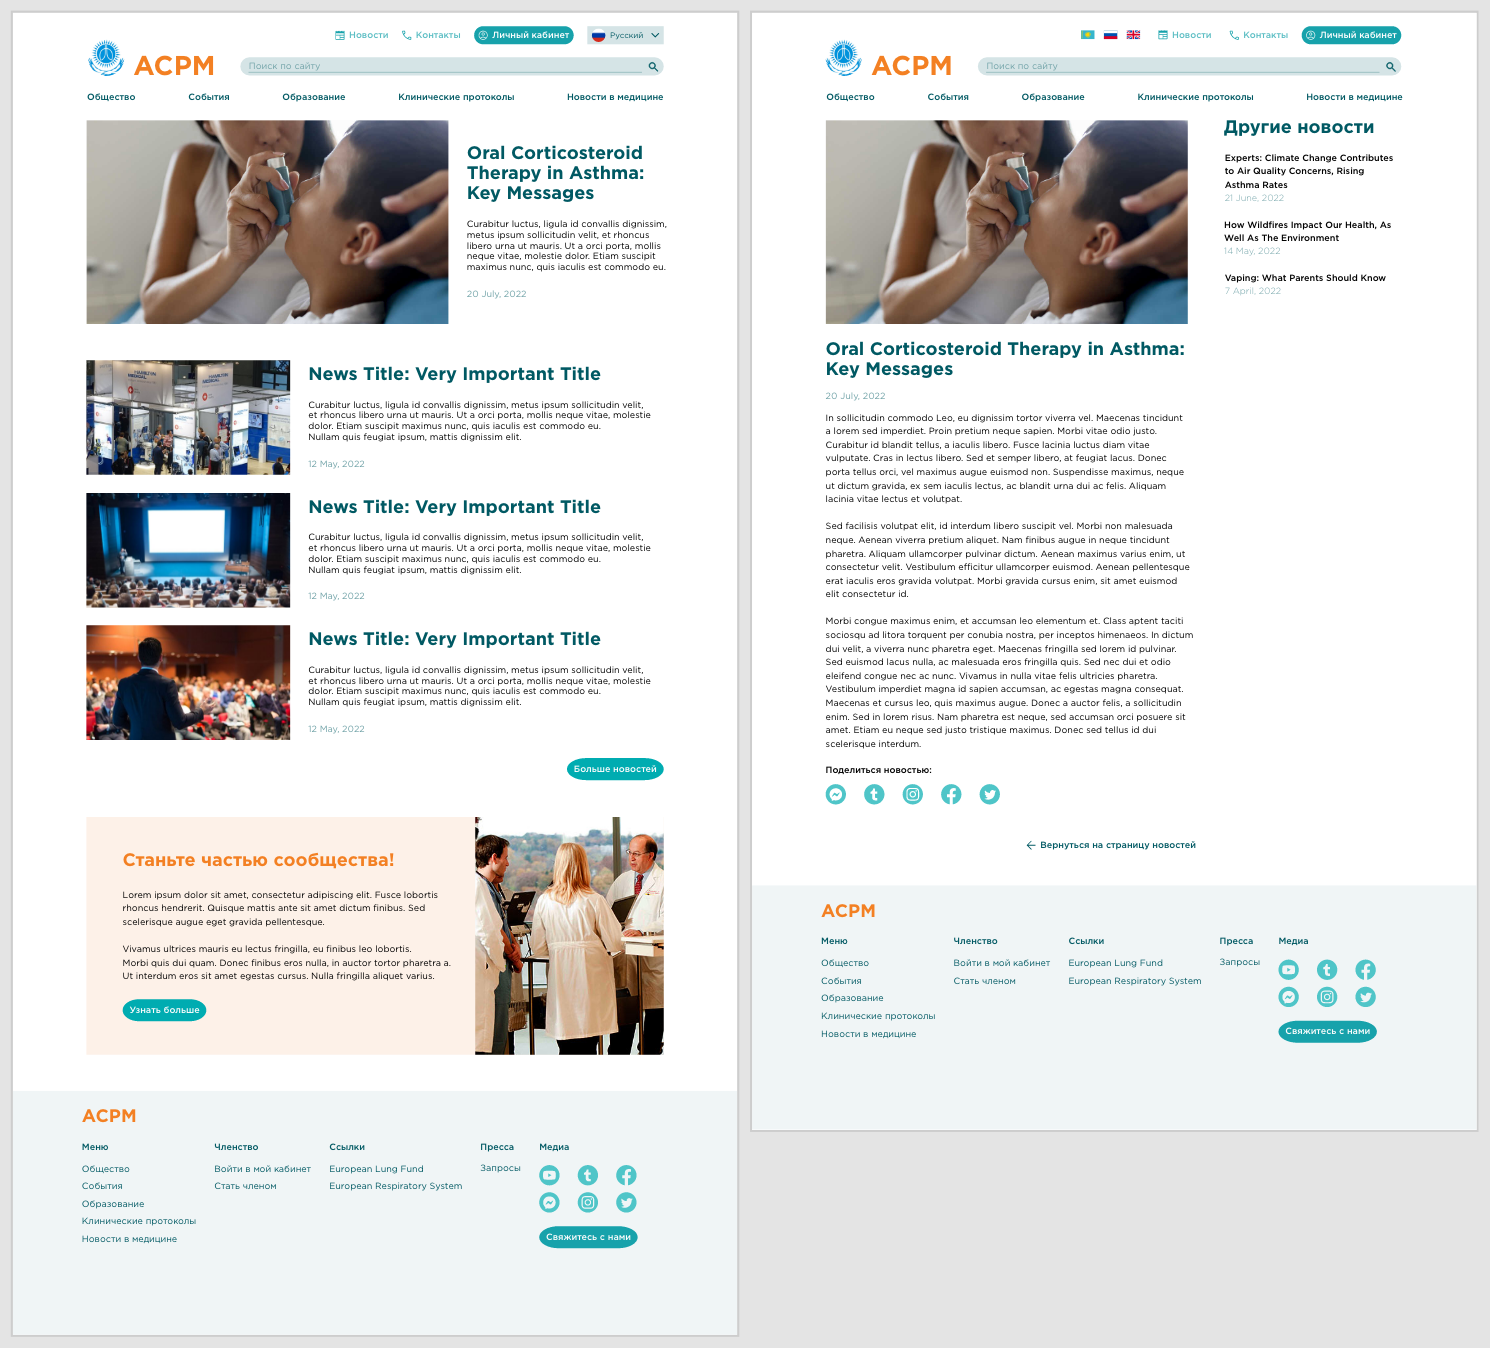 Новости
Контакты
Личный кабинет
Русский
АСРМ
Поиск по сайту
Общество
События
Образование
Клинические протоколы
Новости в медицине
Oral Corticosteroid
Therapy in Asthma:
Key Messages
Curabitur luctus, ligula id convallis dignissim,
metus ipsum sollicitudin velit, et rhoncus
libero urna ut mauris. Ut a orci porta, mollis
neque vitae, molestie dolor. Etiam suscipit
maximus nunc, quis iaculis est commodo eu.
20 July, 2022
News Title: Very Important Title
Curabitur luctus, ligula id convallis dignissim, metus ipsum sollicitudin velit,
et rhoncus libero urna ut mauris. Ut a orci porta, mollis neque vitae, molestie
dolor. Etiam suscipit maximus nunc, quis iaculis est commodo eu.
Nullam quis feugiat ipsum, mattis dignissim elit.
12 May, 2022
News Title: Very Important Title
Curabitur luctus, ligula id convallis dignissim, metus ipsum sollicitudin velit,
et rhoncus libero urna ut mauris. Ut a orci porta, mollis neque vitae, molestie
dolor. Etiam suscipit maximus nunc, quis iaculis est commodo eu.
Nullam quis feugiat ipsum, mattis dignissim elit.
12 May, 2022
News Title: Very Important Title
Curabitur luctus, ligula id convallis dignissim, metus ipsum sollicitudin velit,
et rhoncus libero urna ut mauris. Ut a orci porta, mollis neque vitae, molestie
dolor. Etiam suscipit maximus nunc, quis iaculis est commodo eu.
Nullam quis feugiat ipsum, mattis dignissim elit.
12 May, 2022
Больше новостей
Станьте частью сообщества!
Lorem ipsum dolor sit amet, consectetur adipiscing elit. Fusce lobortis
rhoncus hendrerit. Quisque mattis ante sit amet dictum finibus. Sed
scelerisque augue eget gravida pellentesque.
Vivamus ultrices mauris eu lectus fringilla, eu finibus leo lobortis.
Morbi quis dui quam. Donec finibus eros nulla, in auctor tortor pharetra a.
Ut interdum eros sit amet egestas cursus. Nulla fringilla aliquet varius.
Узнать больше
АСРМ
Меню
Общество
События
Образование
Клинические протоколы
Новости в медицине
Членство
Войти в мой кабинет
Стать членом
Ссылки
European Lung Fund
European Respiratory System
Пресса
Запросы
Медиа
Свяжитесь с нами
Новости
Контакты
Личный кабинет
АСРМ
Поиск по сайту
Общество
События
Образование
Клинические протоколы
Новости в медицине
Oral Corticosteroid Therapy in Asthma:
Key Messages
20 July, 2022
In sollicitudin commodo Leo, eu dignissim tortor viverra vel. Maecenas tincidunt
a lorem sed imperdiet. Proin pretium neque sapien. Morbi vitae odio justo.
Curabitur id blandit tellus, a iaculis libero. Fusce lacinia luctus diam vitae
vulputate. Cras in lectus libero. Sed et semper libero, at feugiat lacus. Donec
porta tellus orci, vel maximus augue euismod non. Suspendisse maximus, neque
ut dictum gravida, ex sem iaculis lectus, ac blandit urna dui ac felis. Aliquam
lacinia vitae lectus et volutpat.
Sed facilisis volutpat elit, id interdum libero suscipit vel. Morbi non malesuada
neque. Aenean viverra pretium aliquet. Nam finibus augue in neque tincidunt
pharetra. Aliquam ullamcorper pulvinar dictum. Aenean maximus varius enim, ut
consectetur velit. Vestibulum efficitur ullamcorper euismod. Aenean pellentesque
erat iaculis eros gravida volutpat. Morbi gravida cursus enim, sit amet euismod
elit consectetur id.
Morbi congue maximus enim, et accumsan leo elementum et. Class aptent taciti
sociosqu ad litora torquent per conubia nostra, per inceptos himenaeos. In dictum
dui velit, a viverra nunc pharetra eget. Maecenas fringilla sed lorem id pulvinar.
Sed euismod lacus nulla, ac malesuada eros fringilla quis. Sed nec dui et odio
eleifend congue nec ac nunc. Vivamus in nulla vitae felis ultricies pharetra.
Vestibulum imperdiet magna id sapien accumsan, ac egestas magna consequat.
Maecenas et cursus leo, quis maximus augue. Donec a auctor felis, a sollicitudin
enim. Sed in lorem risus. Nam pharetra est neque, sed accumsan orci posuere sit
amet. Etiam eu neque sed justo tristique maximus. Donec sed tellus id dui
scelerisque interdum.
Поделиться новостью:
Вернуться на страницу новостей
Другие новости
Experts: Climate Change Contributes
to Air Quality Concerns, Rising
Asthma Rates
21 June, 2022
How Wildfires Impact Our Health, As
Well As The Environment
14 May, 2022
Vaping: What Parents Should Know
7 April, 2022
АСРМ
Меню
Общество
События
Образование
Клинические протоколы
Новости в медицине
Членство
Войти в мой кабинет
Стать членом
Ссылки
European Lung Fund
European Respiratory System
Пресса
Запросы
Медиа
Свяжитесь с нами